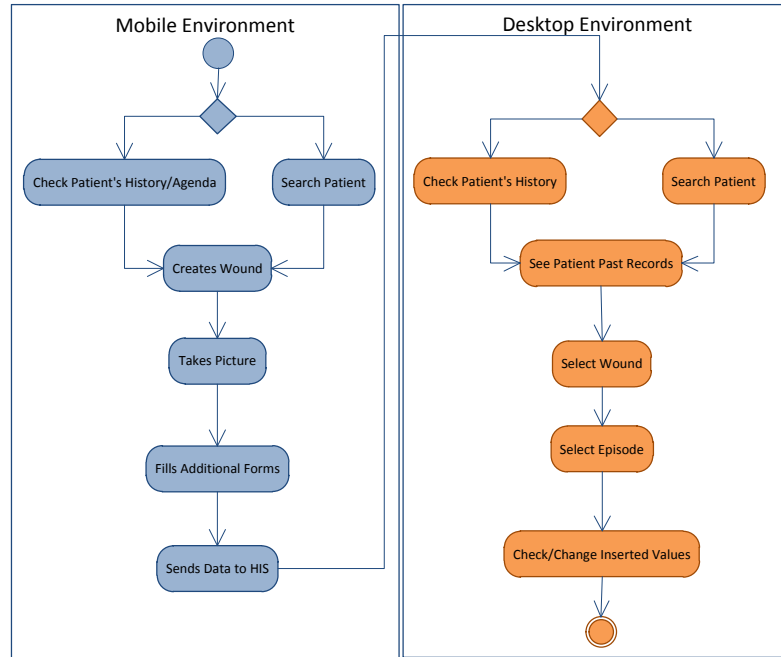 Mobile Environment
Check Patient's History/Agenda
Search Patient
Creates Wound
Takes Picture
Fills Additional Forms
Sends Data to HIS
Desktop Environment
Check Patient's History
Search Patient
See Patient Past Records
Select Wound
Select Episode
Check/Change Inserted Values